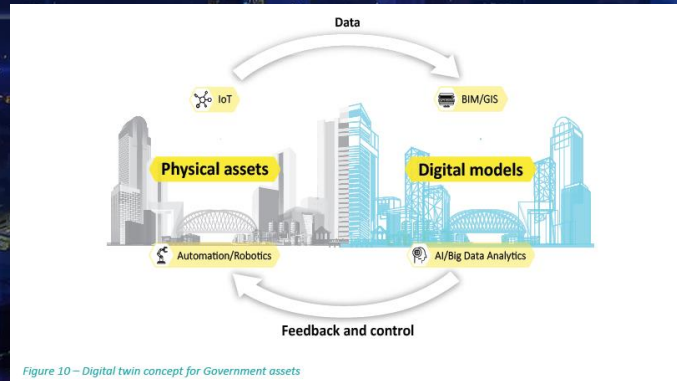 Data
IoT
BIM/GIS
Physical assets
Digital models
Automation/Robotics
AI/Big Data Analytics
Feedback and control
Figure 10 – Digital twin concept for Government assets